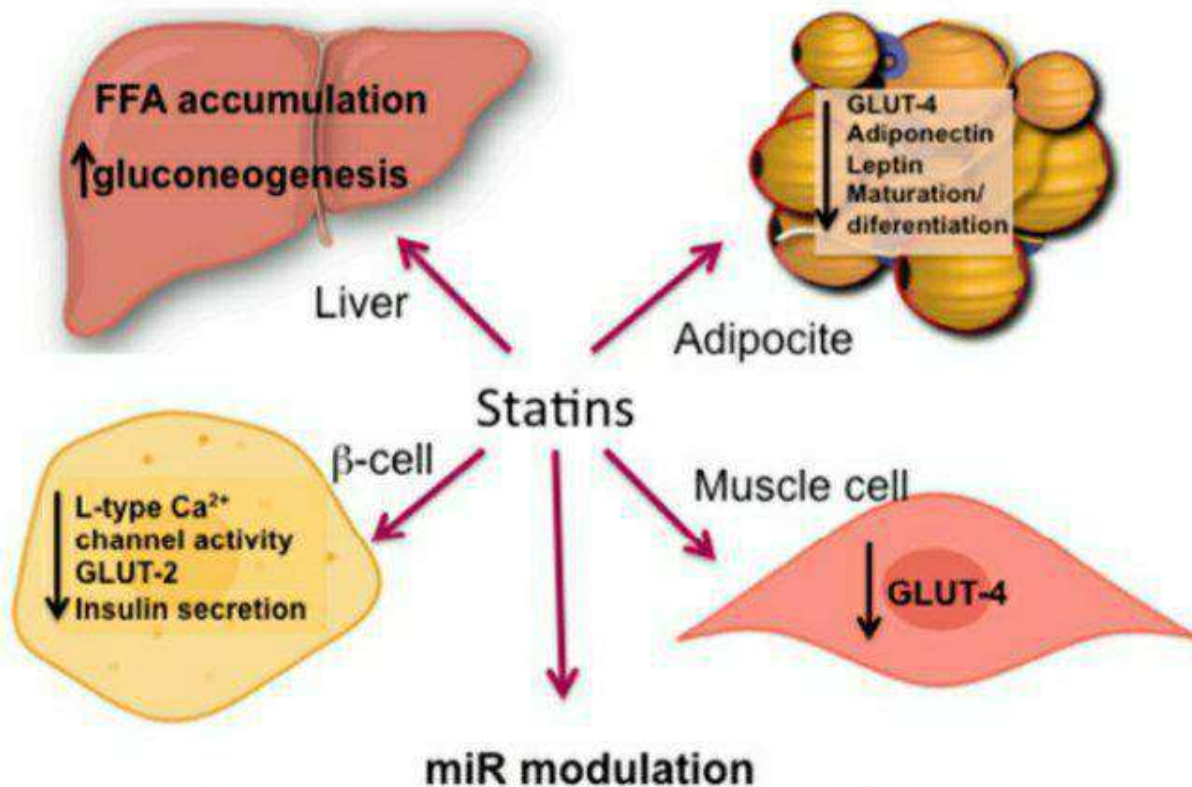 FFA accumulation
↑gluconeogenesis
Liver
GLUT-4
Adiponectin
Leptin
Maturation/
diferentiation
Adipocite
Statins
β-cell
L-type Ca²⁺
channel activity
GLUT-2
Insulin secretion
Muscle cell
GLUT-4
miR modulation